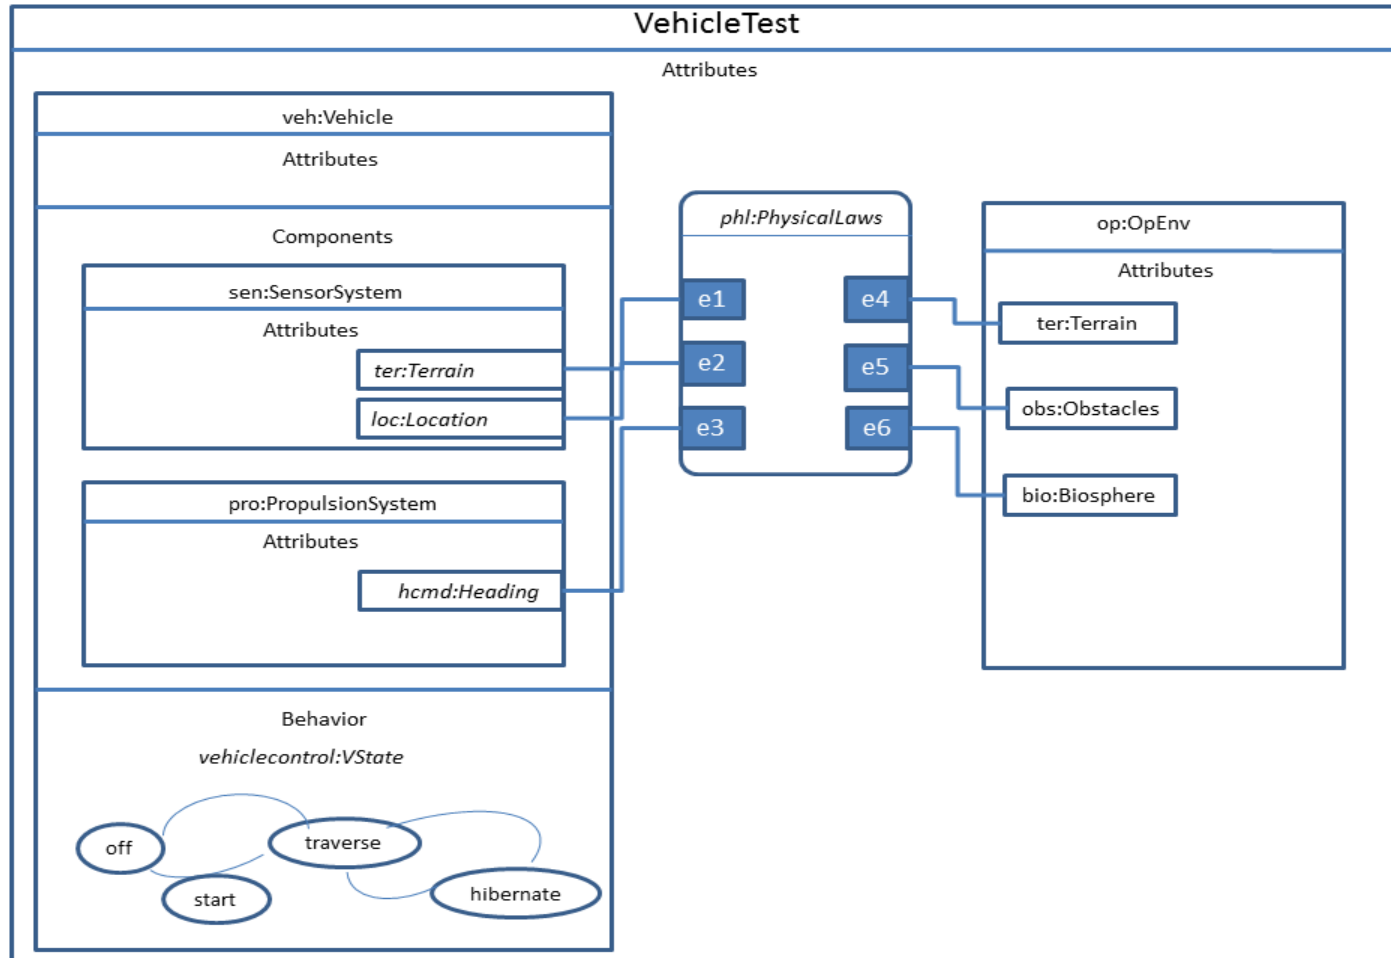 VehicleTest
Attributes
veh:Vehicle
Attributes
Components
sen:SensorSystem
Attributes
ter:Terrain
loc:Location
pro:PropulsionSystem
Attributes
hcmd:Heading
Behavior
vehiclecontrol:VState
off
traverse
start
hibernate
phl:PhysicalLaws
e1
e4
e2
e5
e3
e6
op:OpEnv
Attributes
ter:Terrain
obs:Obstacles
bio:Biosphere